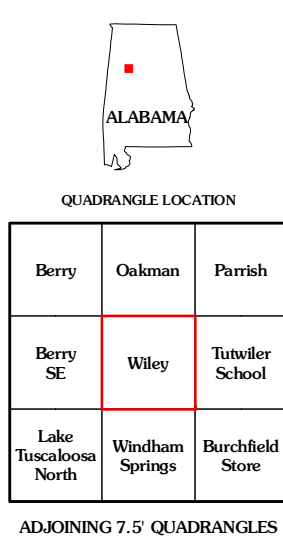 ALABAMA
QUADRANGLE LOCATION
Berry
Oakman
Parrish
Berry
SE
Wiley
Tutwiler
School
Lake
Tuscaloosa
North
Windham
Springs
Burchfield
Store
ADJOINING 7.5' QUADRANGLES